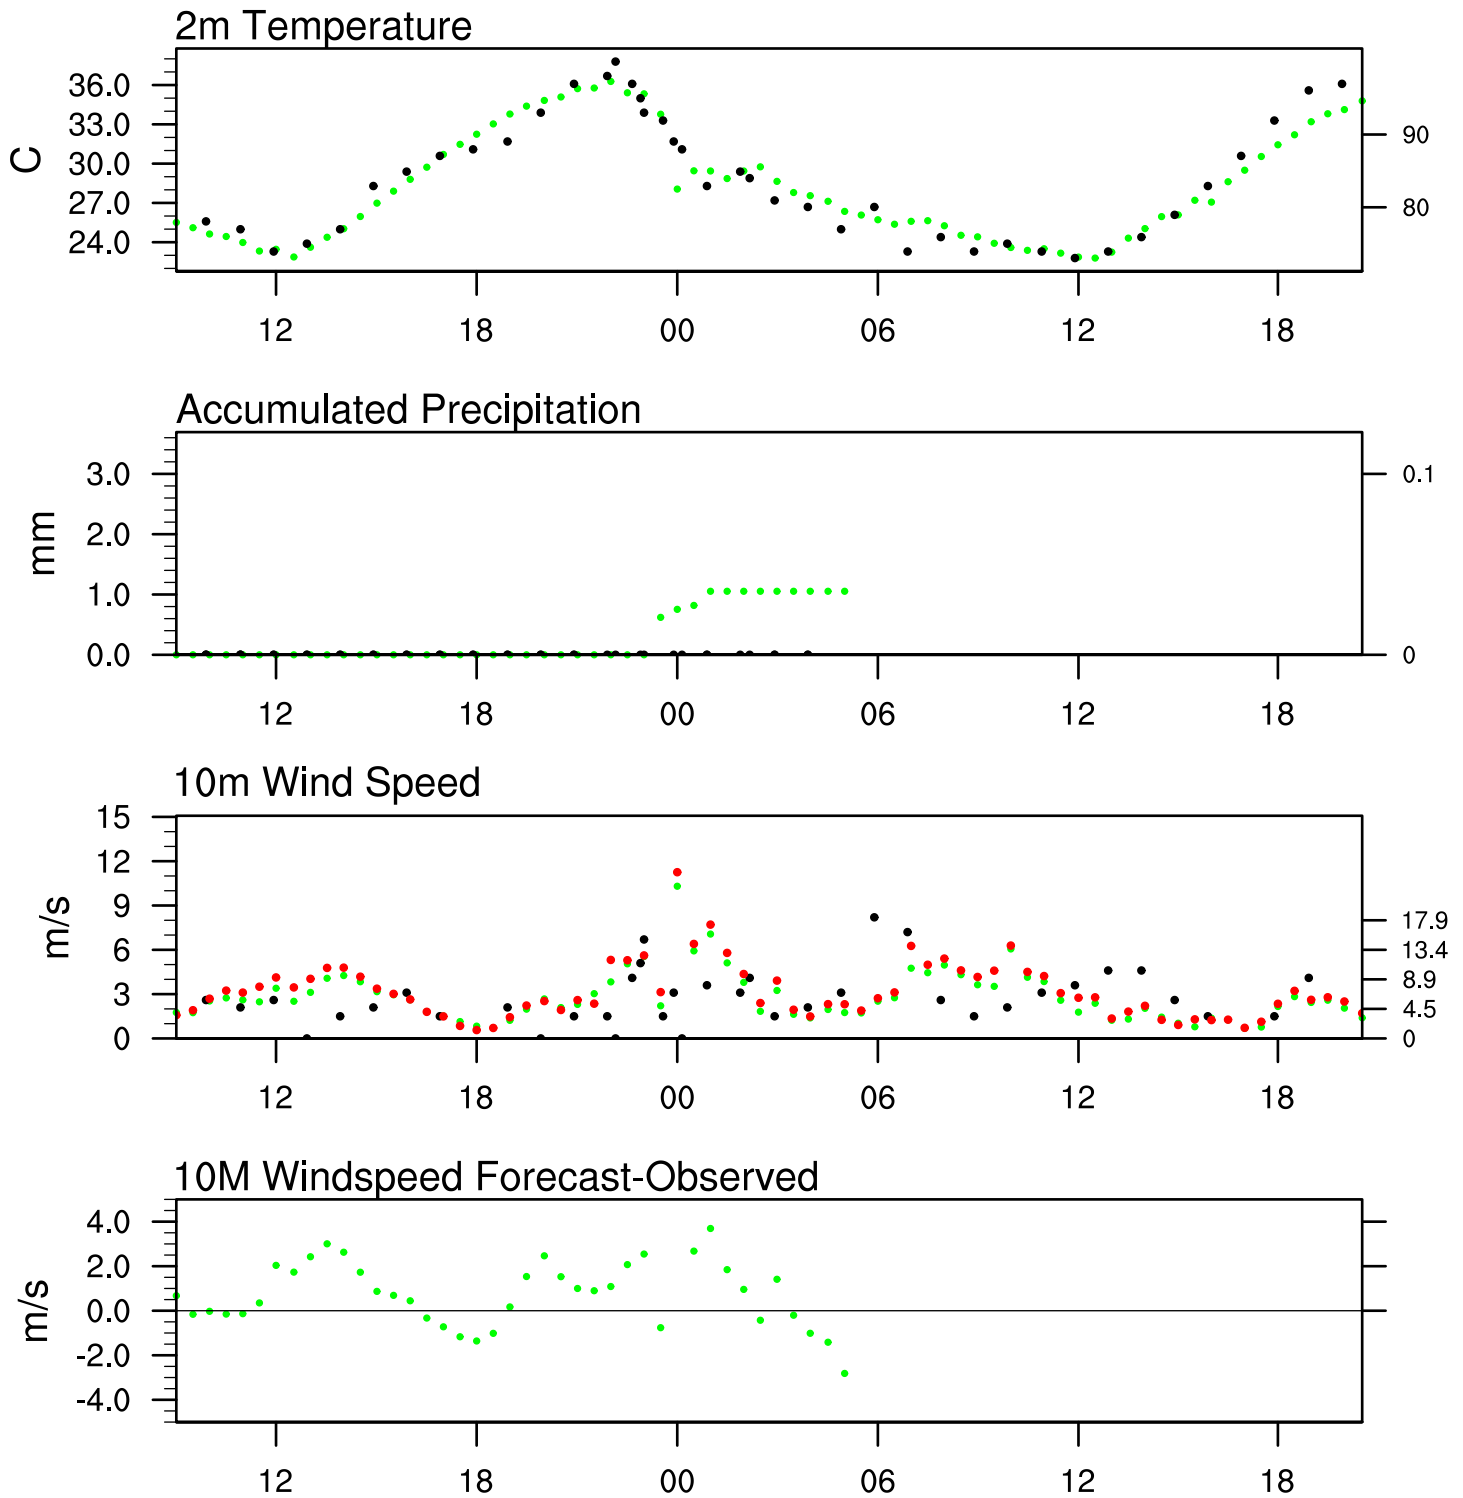 2m Temperature
36.0
33.0
30.0
27.0
24.0
C
90
80
12 18 00 06 12 18
Accumulated Precipitation
3.0
2.0
1.0
0.0
mm
0.1
0
12 18 00 06 12 18
10m Wind Speed
15
12
9
6
3
0
m/s
17.9
13.4
8.9
4.5
0
12 18 00 06 12 18
10M Windspeed Forecast-Observed
4.0
2.0
0.0
-2.0
-4.0
m/s
12 18 00 06 12 18